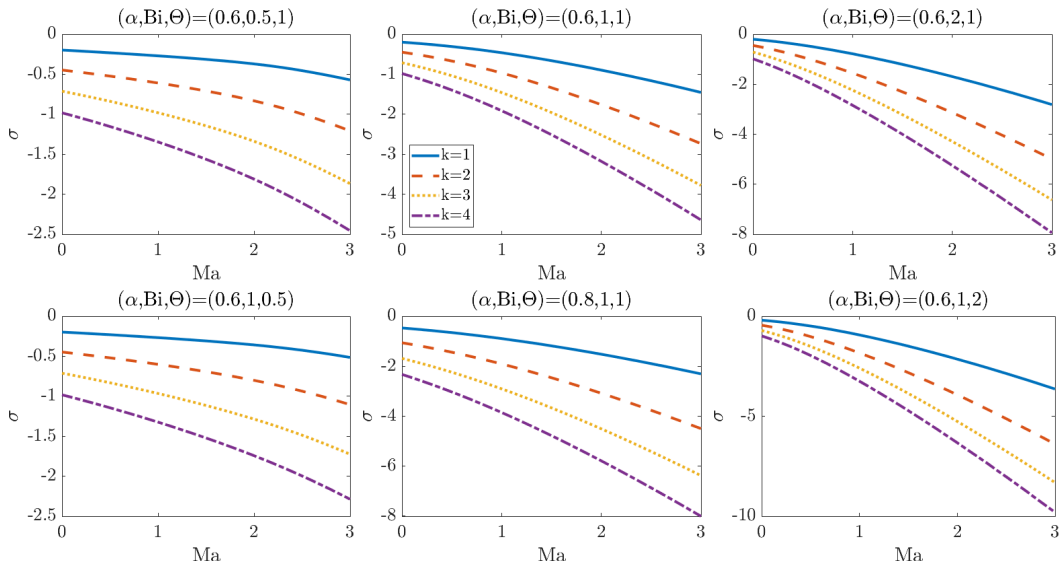 (α,Bi,Θ)=(0.6,0.5,1)
0
-0.5
-1
-1.5
-2
-2.5
σ
0
1
2
3
Ma
(α,Bi,Θ)=(0.6,1,1)
0
-1
-2
-3
-4
-5
σ
k=1
k=2
k=3
k=4
0
1
2
3
Ma
(α,Bi,Θ)=(0.6,2,1)
0
-2
-4
-6
-8
σ
0
1
2
3
Ma
(α,Bi,Θ)=(0.6,1,0.5)
0
-0.5
-1
-1.5
-2
-2.5
σ
0
1
2
3
Ma
(α,Bi,Θ)=(0.8,1,1)
0
-2
-4
-6
-8
σ
0
1
2
3
Ma
(α,Bi,Θ)=(0.6,1,2)
0
-5
-10
σ
0
1
2
3
Ma